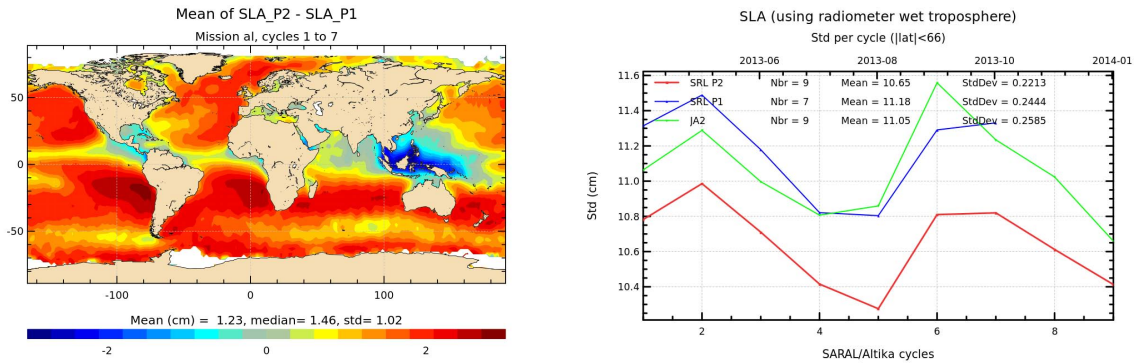 Mean of SLA_P2 - SLA_P1
Mission al, cycles 1 to 7
50
0
-50
-100
0
100
Mean (cm) = 1.23, median= 1.46, std= 1.02
-2
0
2
SLA (using radiometer wet troposphere)
Std per cycle (|lat|<66)
2013-06
2013-08
2013-10
2014-01
SRL P2 Nbr = 9 Mean = 10.65 StdDev = 0.2213
SRL P1 Nbr = 7 Mean = 11.18 StdDev = 0.2444
JA2 Nbr = 9 Mean = 11.05 StdDev = 0.2585
11.6
11.4
11.2
11.0
10.8
10.6
10.4
Std (cm)
2
4
6
8
SARAL/Altika cycles